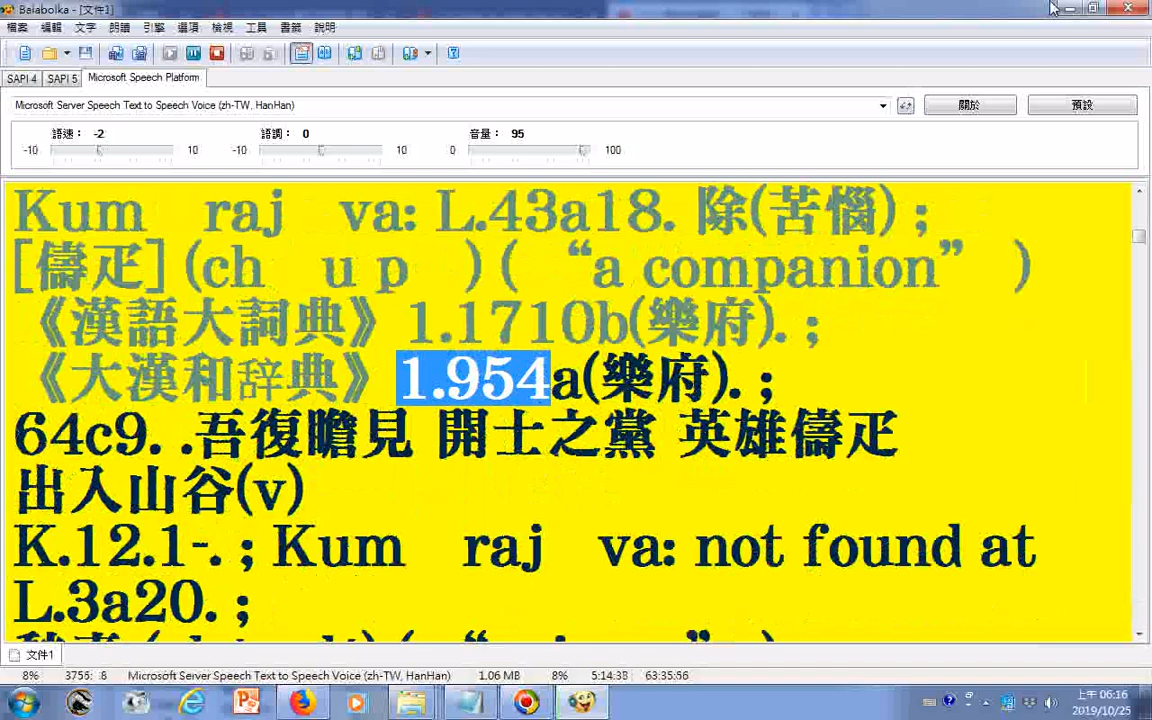 Balabolka - [文件1]
檔案 編輯 文字 朗讀 引擎 選項 檢視 工具 書籤 說明
SAPI 4 SAPI 5 Microsoft Speech Platform
Microsoft Server Speech Text to Speech Voice (zh-TW, HanHan) 關於 預設
語速： -2 語調： 0 音量： 95
-10 10 -10 10 0 100
Kum raj va: L.43a18. 除(苦惱) ;
[儔疋] (ch u p ) ( “a companion” )
《漢語大詞典》 1.1710b(樂府). ;
《大漢和辞典》 1.954a(樂府). ;
64c9. .吾復瞻見 開士之黨 英雄儔疋
出入山谷(v)
K.12.1-. ; Kum raj va: not found at
L.3a20. ;
文件1
8% Microsoft Server Speech Text to Speech Voice (zh-TW, HanHan) 1.06 MB 8% 5:14:38 63:35:56
上午 06:16
2019/10/25